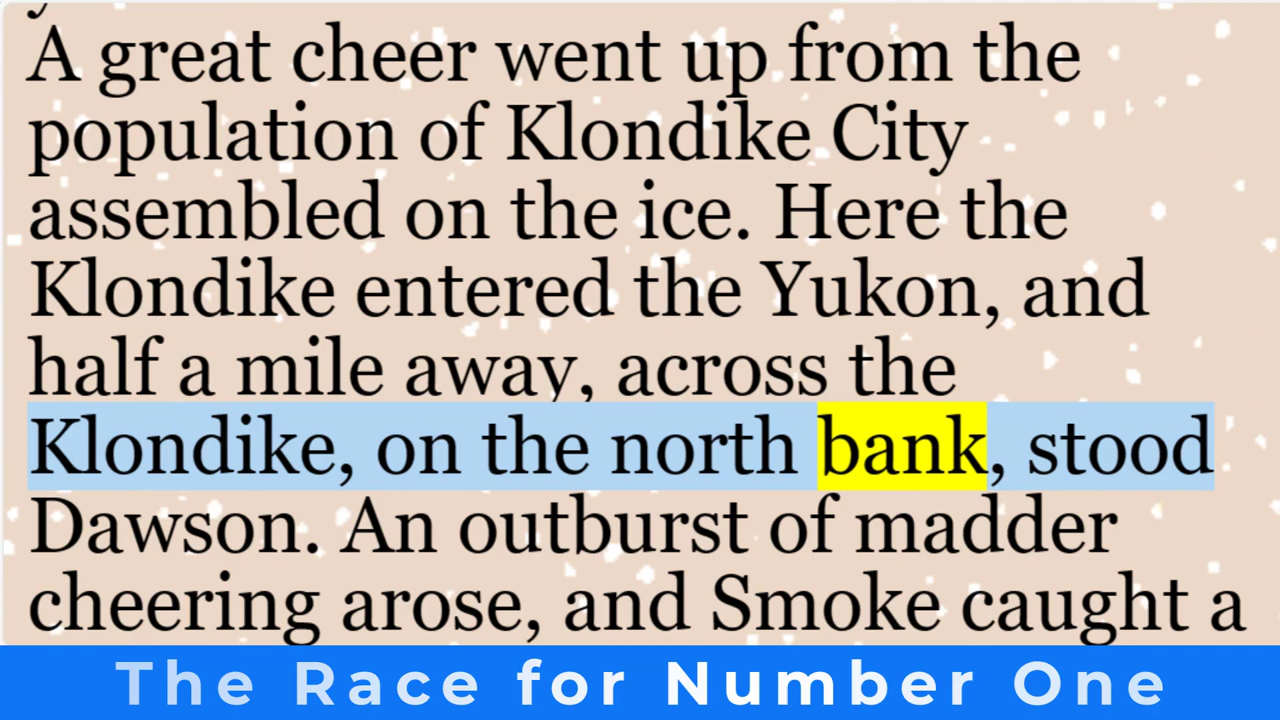 A great cheer went up from the
population of Klondike City
assembled on the ice. Here the
Klondike entered the Yukon, and
half a mile away, across the
Klondike, on the north bank, stood
Dawson. An outburst of madder
cheering arose, and Smoke caught a
The Race for Number One